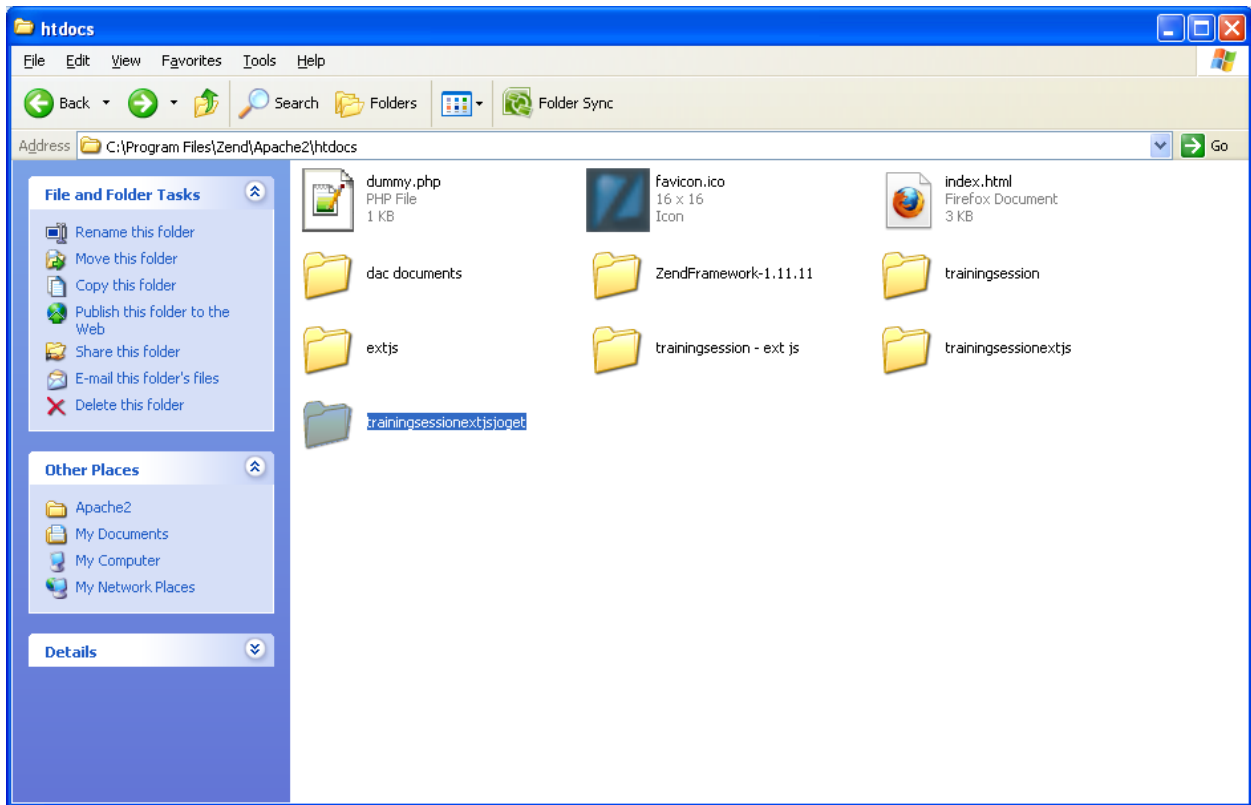 htdocs
File Edit View Favorites Tools Help
Back Search Folders Folder Sync
Address C:\Program Files\Zend\Apache2\htdocs Go
File and Folder Tasks
Rename this folder
Move this folder
Copy this folder
Publish this folder to the
Web
Share this folder
E-mail this folder's files
Delete this folder
Other Places
Apache2
My Documents
My Computer
My Network Places
Details
dummy.php
PHP File
1 KB
favicon.ico
16 x 16
Icon
index.html
Firefox Document
3 KB
dac documents
ZendFramework-1.11.11
trainingsession
extjs
trainingsession - ext js
trainingsessionextjs
trainingsessionextjsjoget